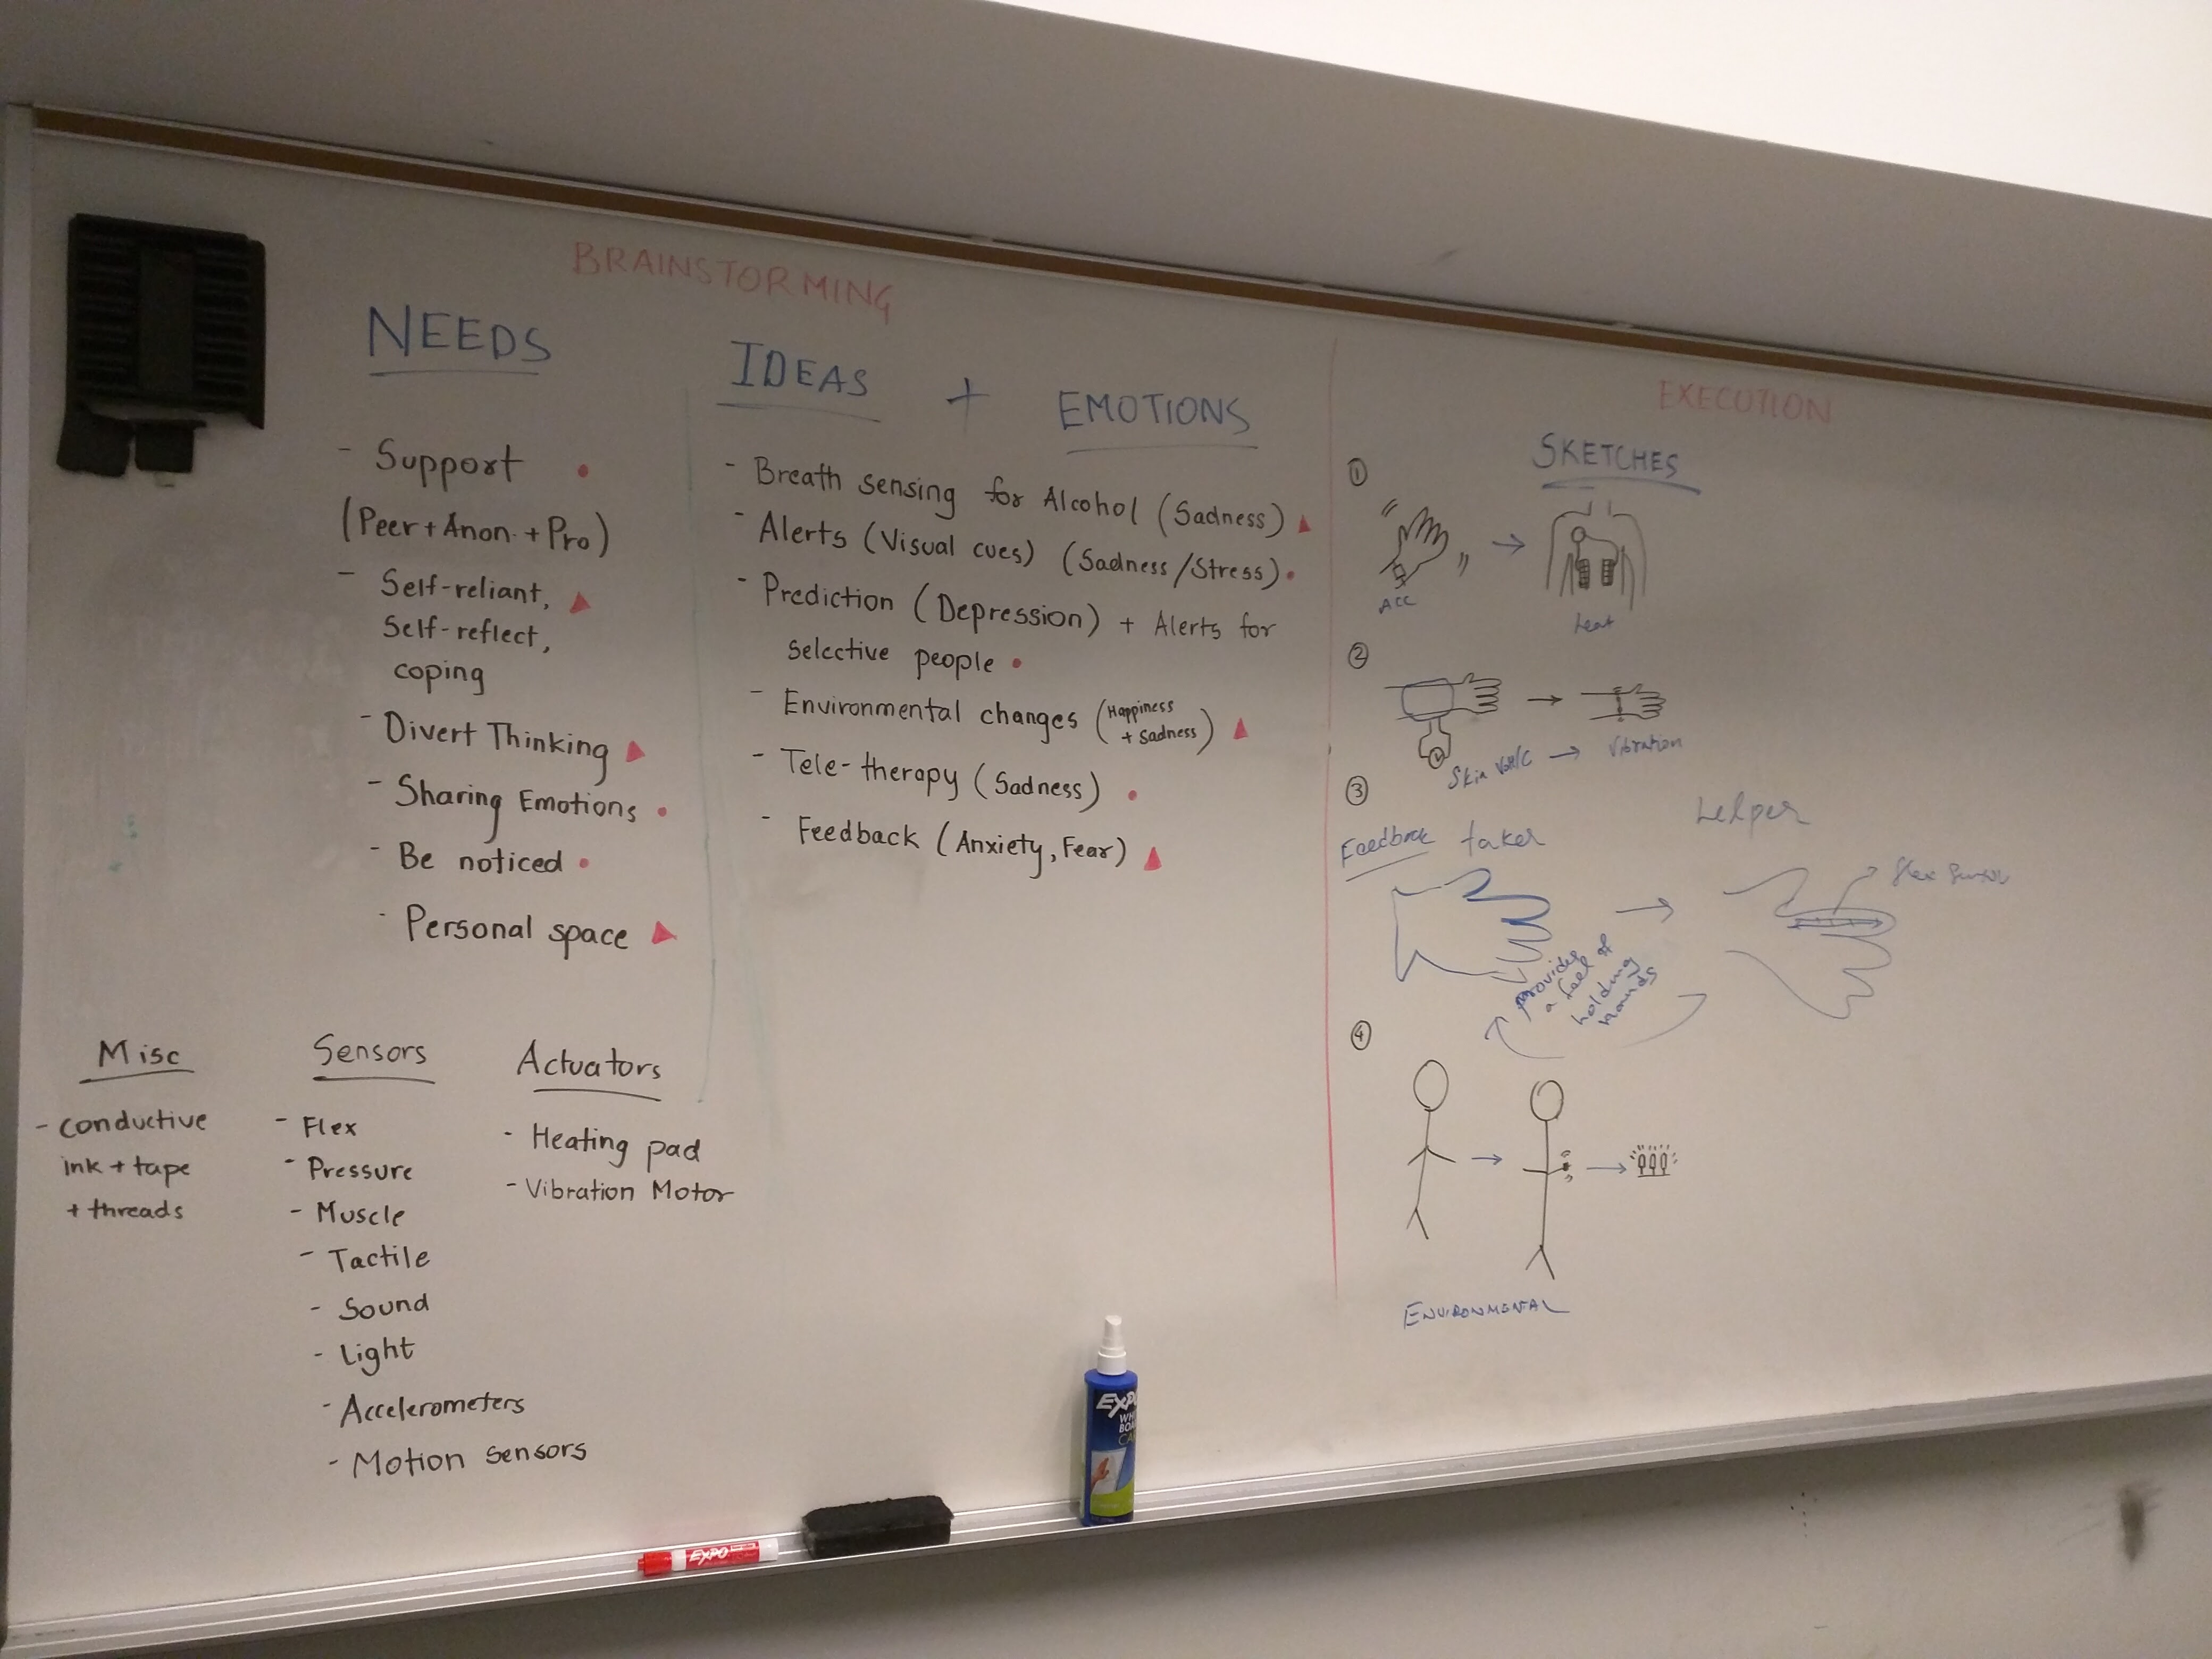 BRAINSTORMING
NEEDS
- Support •
(Peer + Anon. + Pro)
- Self-reliant, ▲
Self-reflect,
coping
- Divert Thinking ▲
- Sharing Emotions •
- Be noticed •
- Personal space ▲
IDEAS + EMOTIONS
- Breath sensing for Alcohol (Sadness) ▲
- Alerts (Visual cues) (Sadness/Stress) •
- Prediction (Depression) + Alerts for
selective people •
- Environmental changes (Happiness
+ Sadness) ▲
- Tele-therapy (Sadness) •
- Feedback (Anxiety, Fear) ▲
Misc
- conductive
ink + tape
+ threads
Sensors
- Flex
- Pressure
- Muscle
- Tactile
- Sound
- Light
- Accelerometers
- Motion sensors
Actuators
- Heating pad
- Vibration Motor
EXECUTION
SKETCHES
①
ACC →
heat
②
Skin → Vibration
③
Feedback taker
helper
flex sensor
provides
a feel of
holding
hands
④
ENVIRONMENTAL
EXPO
EXPO